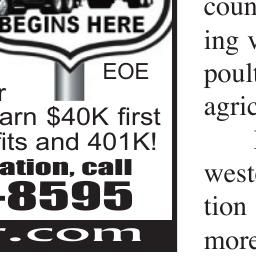 BEGINS HERE
EOE
r
arn $40K first
fits and 401K!
ation, call
-8595
r.com
coun
ing v
poult
agric
weste
tion
more